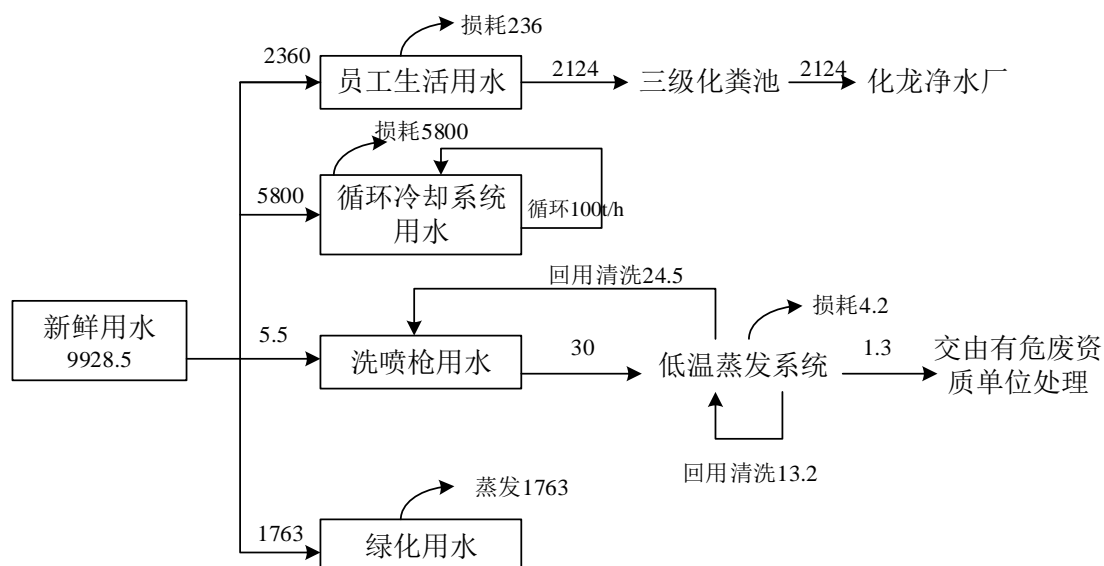 损耗236
2360
员工生活用水
2124
三级化粪池
2124
化龙净水厂
损耗5800
5800
循环冷却系统
用水
循环100t/h
回用清洗24.5
新鲜用水
9928.5
5.5
洗喷枪用水
30
低温蒸发系统
损耗4.2
1.3
交由有危废资
质单位处理
回用清洗13.2
蒸发1763
1763
绿化用水